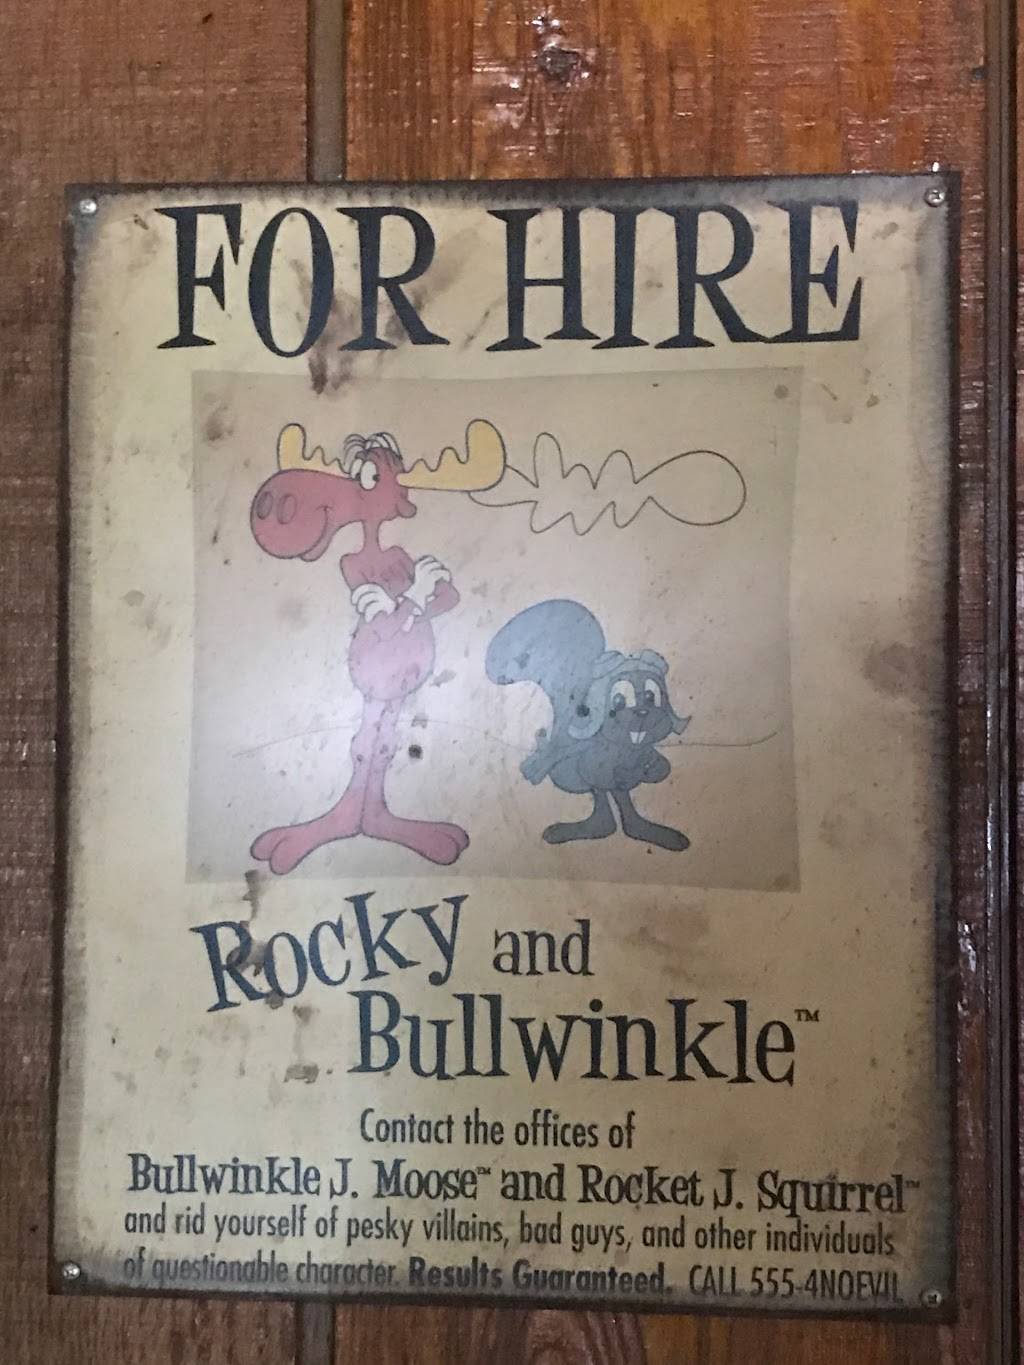 FOR HIRE
Rocky and
Bullwinkle™
Contact the offices of
Bullwinkle J. Moose™ and Rocket J. Squirrel™
and rid yourself of pesky villains, bad guys, and other individuals
of questionable character. Results Guaranteed. CALL 555-4NOEVIL